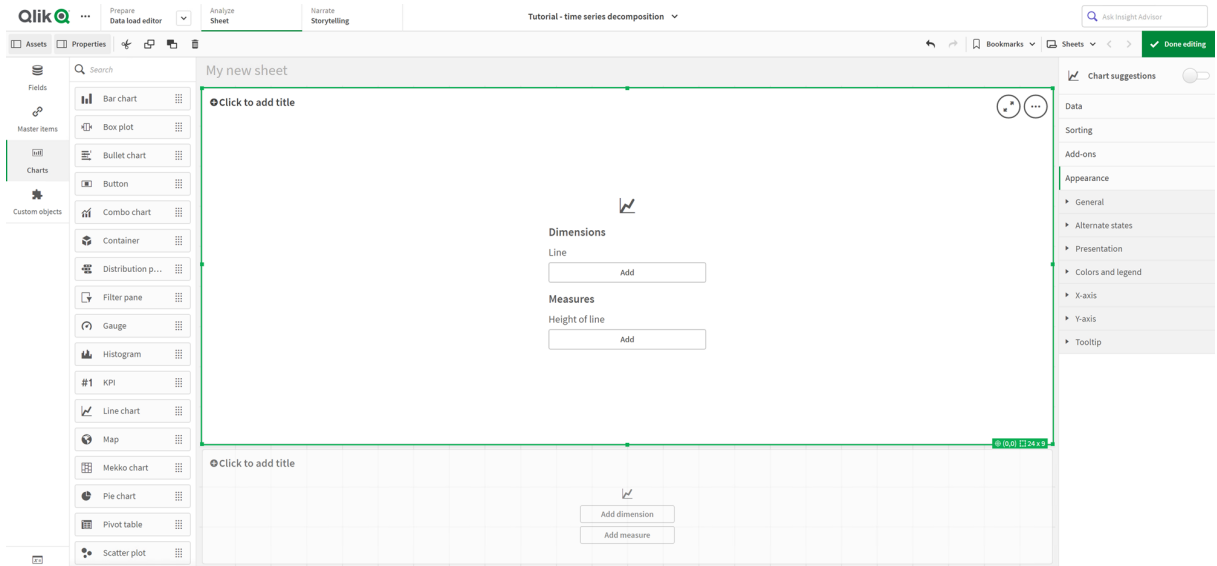 Qlik
Prepare
Data load editor
Analyze
Sheet
Narrate
Storytelling
Tutorial - time series decomposition
Ask Insight Advisor
Assets
Properties
Bookmarks
Sheets
Done editing
Fields
Master items
Charts
Custom objects
Search
Bar chart
Box plot
Bullet chart
Button
Combo chart
Container
Distribution p...
Filter pane
Gauge
Histogram
#1 KPI
Line chart
Map
Mekko chart
Pie chart
Pivot table
Scatter plot
My new sheet
Click to add title
Dimensions
Line
Add
Measures
Height of line
Add
(0,0) 24 x 9
Click to add title
Add dimension
Add measure
Chart suggestions
Data
Sorting
Add-ons
Appearance
General
Alternate states
Presentation
Colors and legend
X-axis
Y-axis
Tooltip